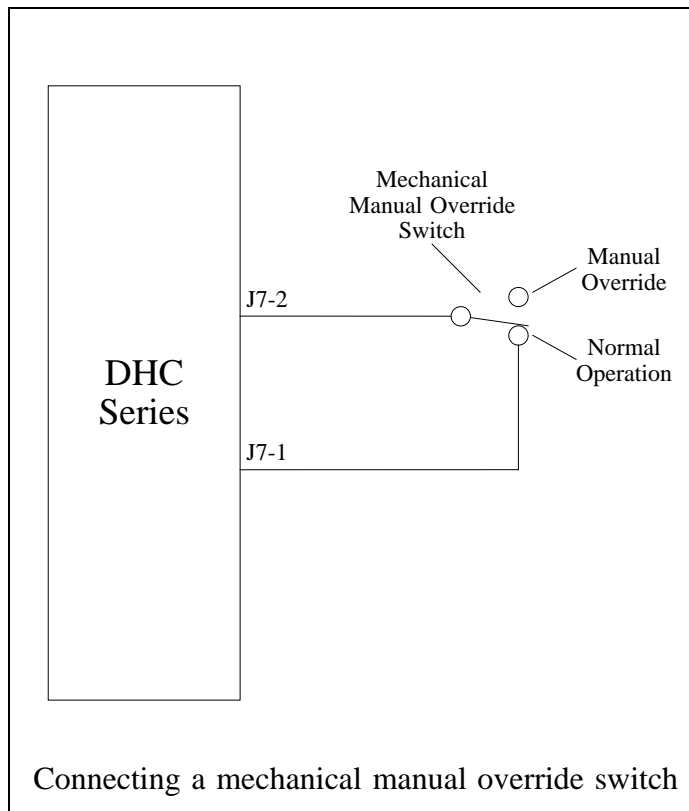 Mechanical
Manual Override
Switch
Manual
Override
J7-2
Normal
Operation
DHC
Series
J7-1
Connecting a mechanical manual override switch